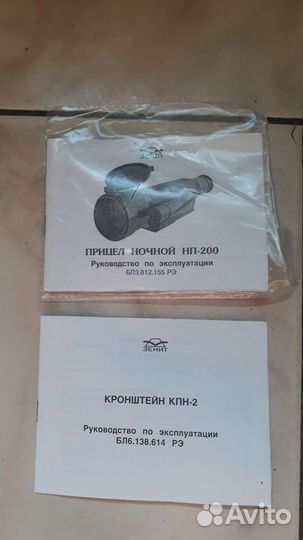 ЗЕНИТ
ПРИЦЕЛ НОЧНОЙ НП-200
Руководство по эксплуатации
БЛ3.812.155 РЭ
ЗЕНИТ
КРОНШТЕЙН КПН-2
Руководство по эксплуатации
БЛ6.138.614 РЭ
Avito